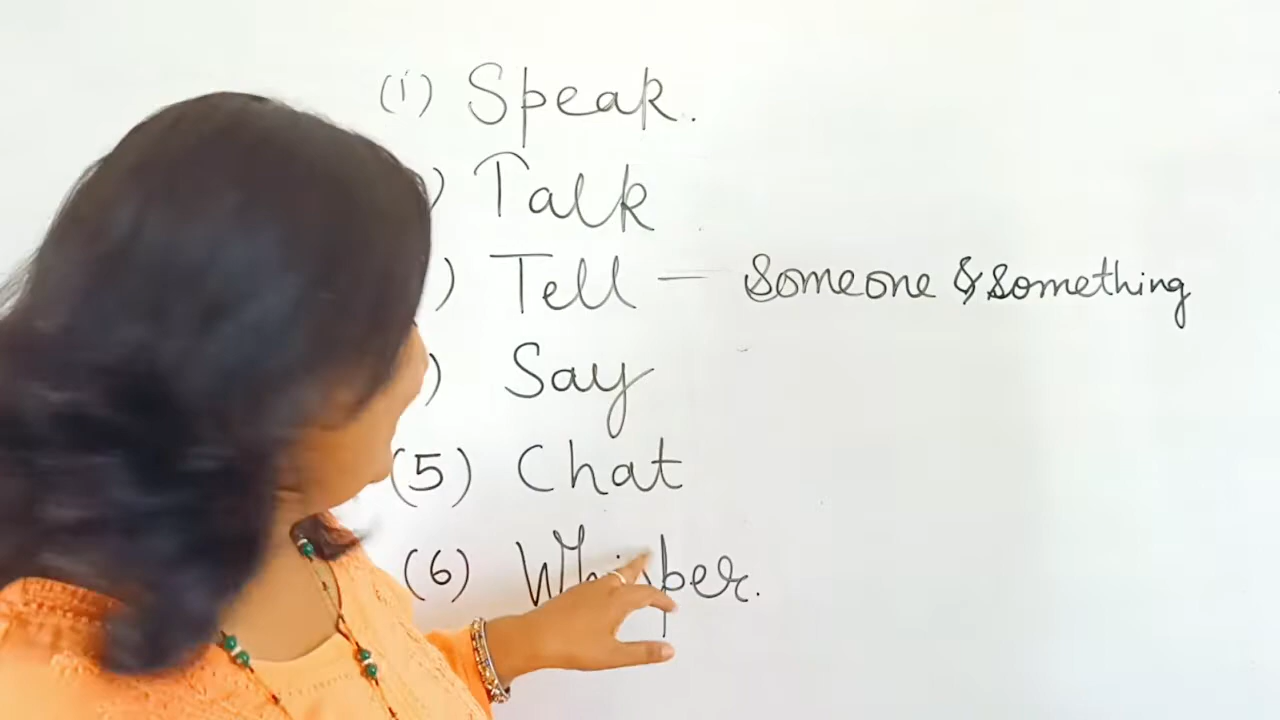 (1) Speak.
) Talk
) Tell — Someone & Something
) Say
(5) Chat
(6) Whisper.